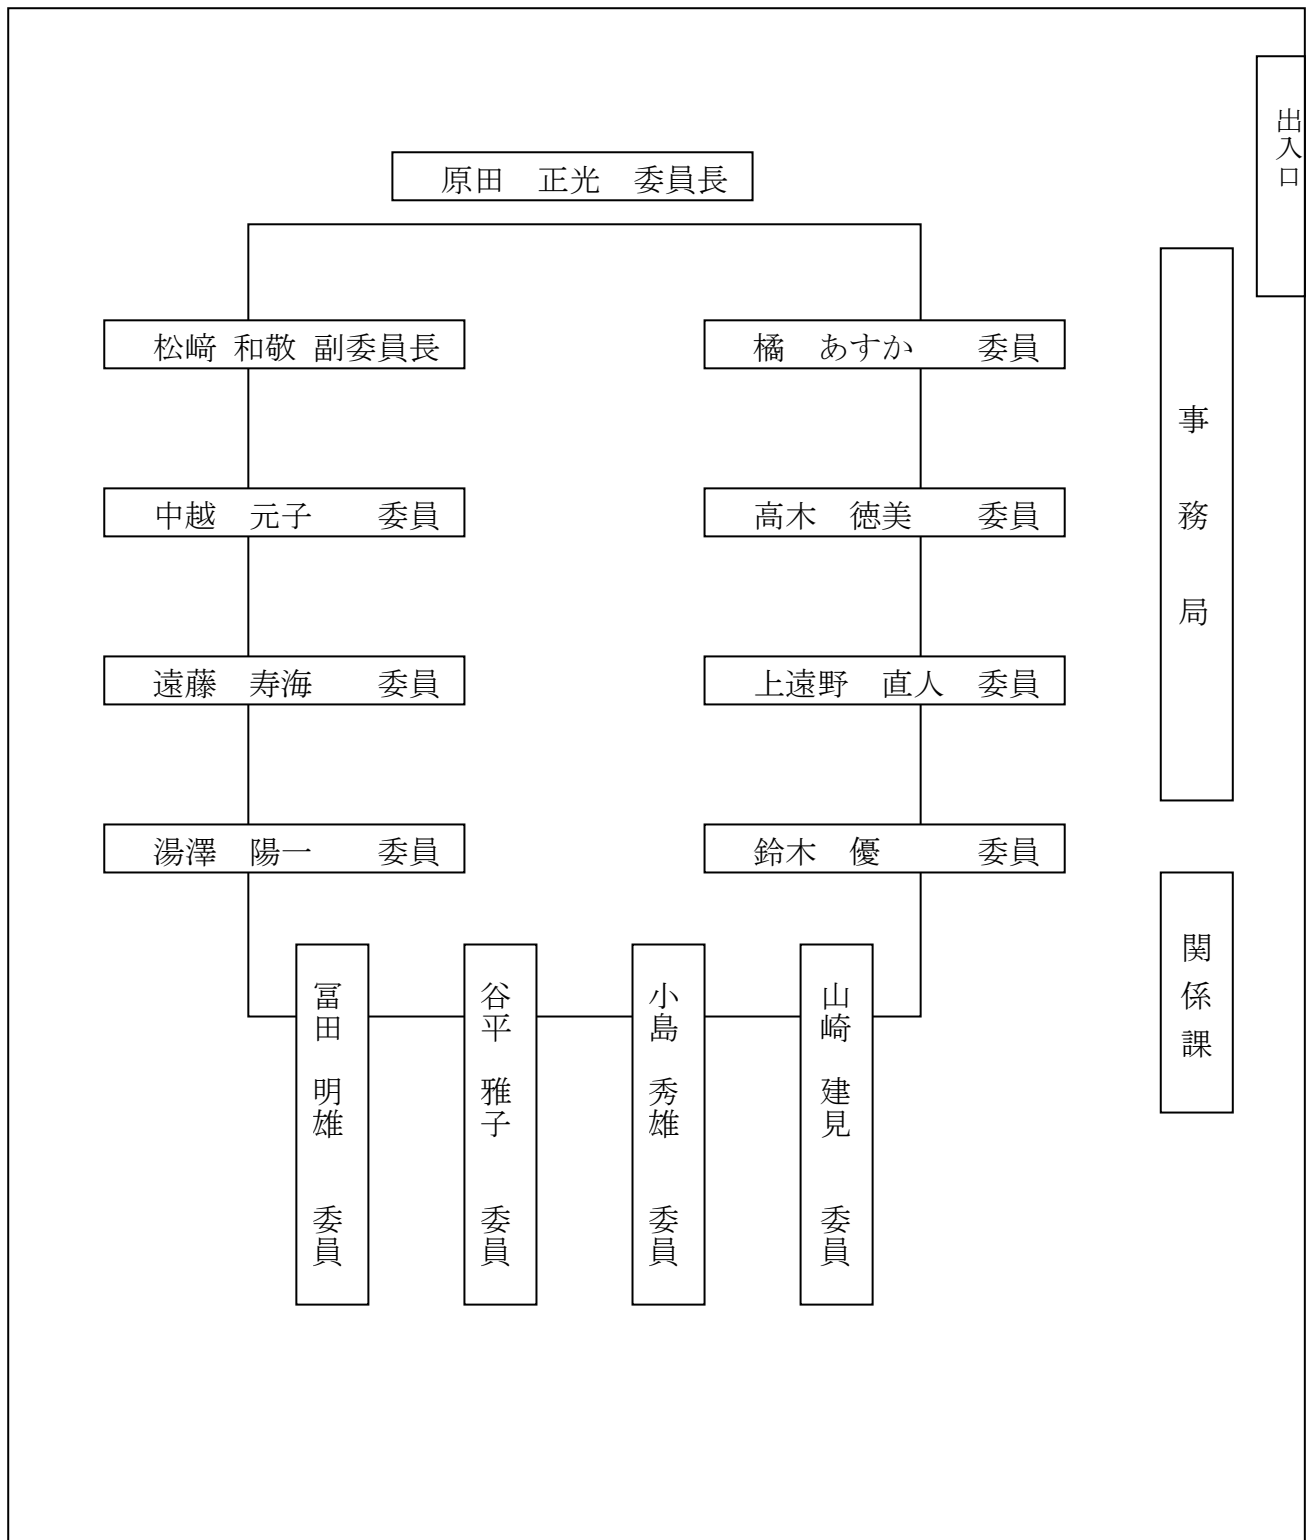 出入口
原田　正光　委員長
松﨑 和敬 副委員長
橘　あすか　　委員
中越　元子　　委員
高木　徳美　　委員
遠藤　寿海　　委員
上遠野　直人　委員
湯澤　陽一　　委員
鈴木　優　　　委員
事務局
関係課
冨田　明雄　　委員
谷平　雅子　　委員
小島　秀雄　　委員
山崎　建見　　委員